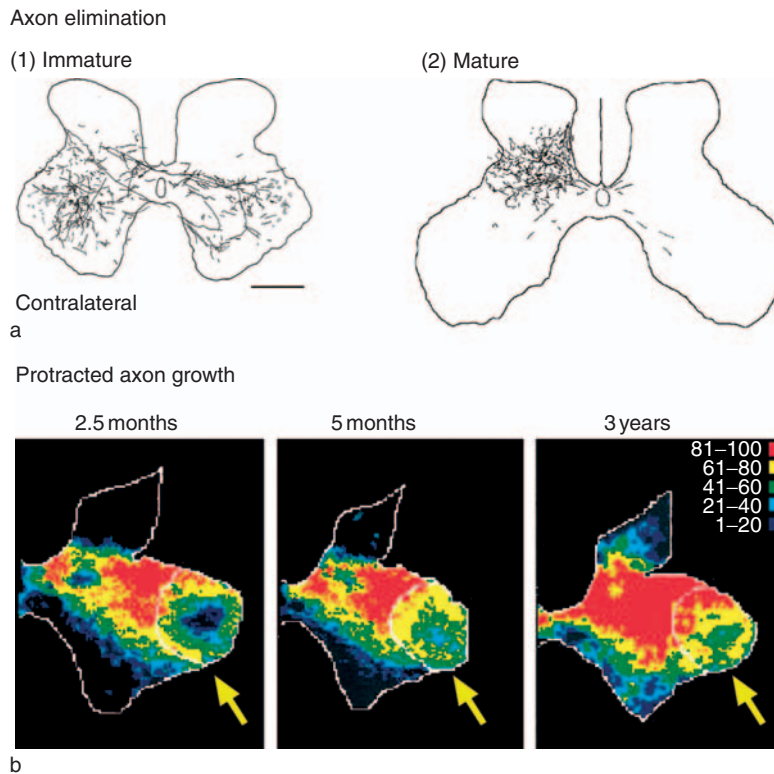 Axon elimination
(1) Immature
(2) Mature
Contralateral
a
Protracted axon growth
2.5 months
5 months
3 years
81–100
61–80
41–60
21–40
1–20
b